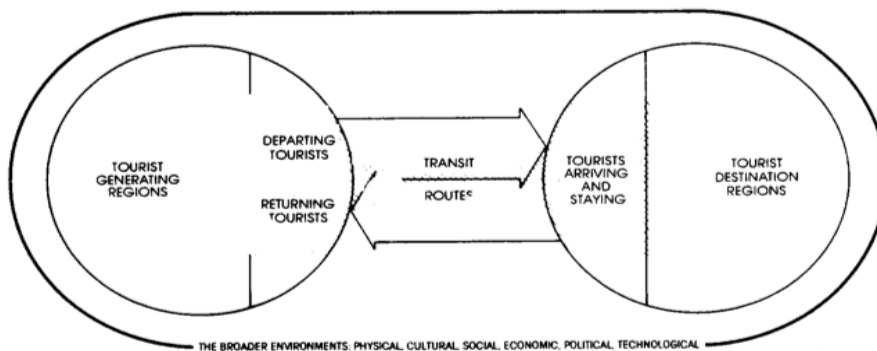 TOURIST
GENERATING
REGIONS
DEPARTING
TOURISTS
RETURNING
TOURISTS
TRANSIT
ROUTES
TOURISTS
ARRIVING
AND
STAYING
TOURIST
DESTINATION
REGIONS
THE BROADER ENVIRONMENTS: PHYSICAL, CULTURAL, SOCIAL, ECONOMIC, POLITICAL, TECHNOLOGICAL